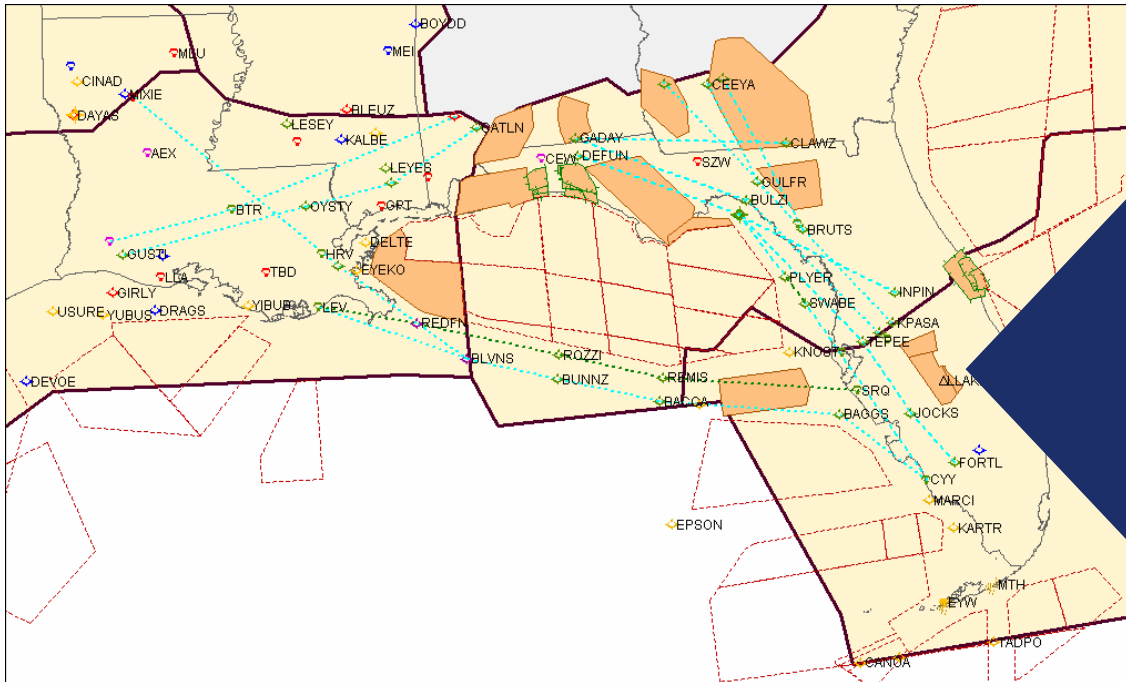 BOYDD
MLU
MEI
CINAD
MIXIE
CEEYA
BLEUZ
DAYAS
LESEY
CATLN
KALBE
GADAY
CLAWZ
AEX
DEFUN
CEW
SZW
LEYES
GULFR
BTR
OYSTY
GPT
BULZI
BRUTS
DELTE
GUSTI
HRV
LLA
TBD
EYEKO
PLYER
GIRLY
INPIN
YIBUB
LEV
SWABE
USURE
YUBUS
DRAGS
REDFN
KPASA
TEPEE
BLVNS
ROZZI
KNOST
DEVOE
BUNNZ
REMIS
SRQ
BACCA
BAGGS
JOCKS
FORTL
CYY
MARCI
EPSON
KARTR
MTH
EYW
TADPO
CANOA